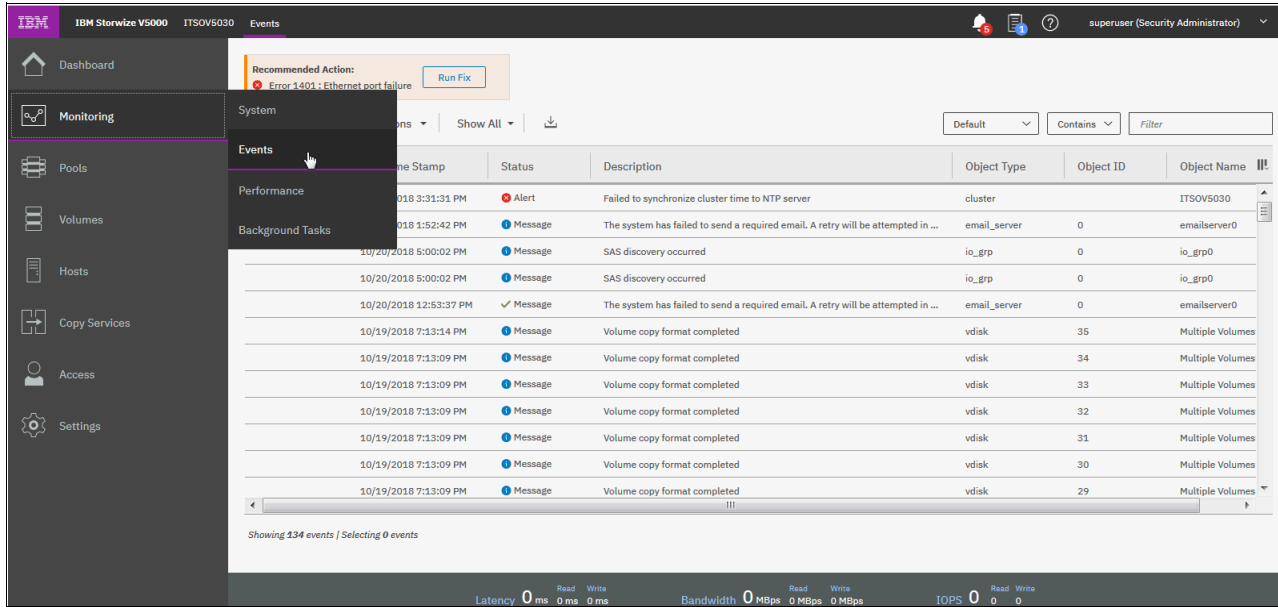 IBM IBM Storwize V5000 ITSOV5030 Events 5 1 ? superuser (Security Administrator)
Dashboard
Monitoring
Pools
Volumes
Hosts
Copy Services
Access
Settings
System
Events
Performance
Background Tasks
Recommended Action:
Error 1401 : Ethernet port failure
Run Fix
ons Show All Default Contains Filter
me Stamp Status Description Object Type Object ID Object Name
018 3:31:31 PM Alert Failed to synchronize cluster time to NTP server cluster ITSOV5030
018 1:52:42 PM Message The system has failed to send a required email. A retry will be attempted in ... email_server 0 emailserver0
10/20/2018 5:00:02 PM Message SAS discovery occurred io_grp 0 io_grp0
10/20/2018 5:00:02 PM Message SAS discovery occurred io_grp 0 io_grp0
10/20/2018 12:53:37 PM Message The system has failed to send a required email. A retry will be attempted in ... email_server 0 emailserver0
10/19/2018 7:13:14 PM Message Volume copy format completed vdisk 35 Multiple Volumes
10/19/2018 7:13:09 PM Message Volume copy format completed vdisk 34 Multiple Volumes
10/19/2018 7:13:09 PM Message Volume copy format completed vdisk 33 Multiple Volumes
10/19/2018 7:13:09 PM Message Volume copy format completed vdisk 32 Multiple Volumes
10/19/2018 7:13:09 PM Message Volume copy format completed vdisk 31 Multiple Volumes
10/19/2018 7:13:09 PM Message Volume copy format completed vdisk 30 Multiple Volumes
10/19/2018 7:13:09 PM Message Volume copy format completed vdisk 29 Multiple Volumes
Showing 134 events | Selecting 0 events
Read Write Read Write Read Write
Latency 0 ms 0 ms 0 ms Bandwidth 0 MBps 0 MBps 0 MBps IOPS 0 0 0